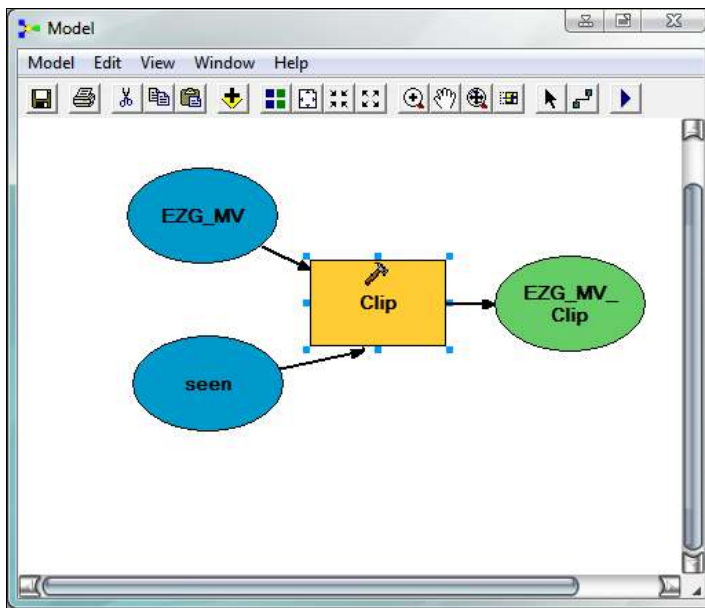 Model
Model Edit View Window Help
EZG_MV
Clip
EZG_MV_
Clip
seen